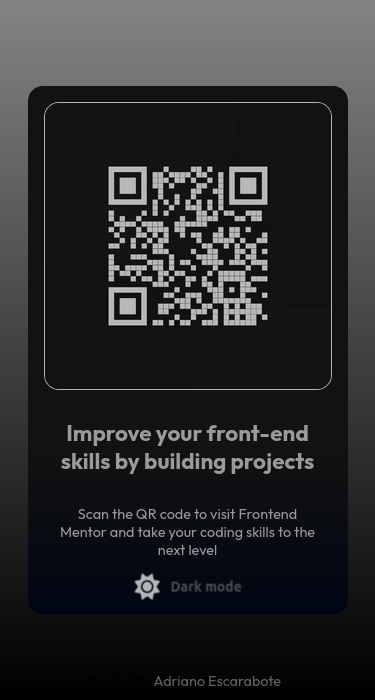 Improve your front-end
skills by building projects
Scan the QR code to visit Frontend
Mentor and take your coding skills to the
next level
Dark mode
Adriano Escarabote